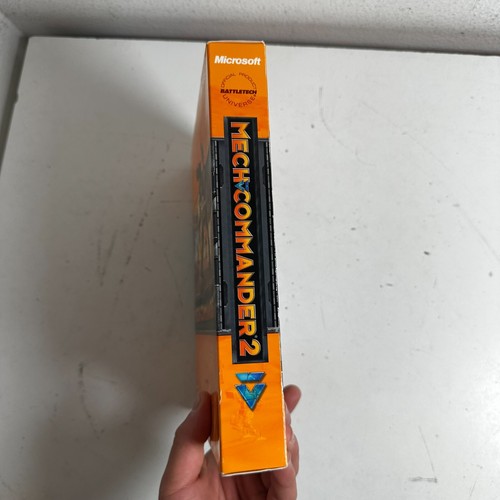 Microsoft
OFFICIAL PRODUCT
BATTLETECH
UNIVERSE
MECHCOMMANDER 2